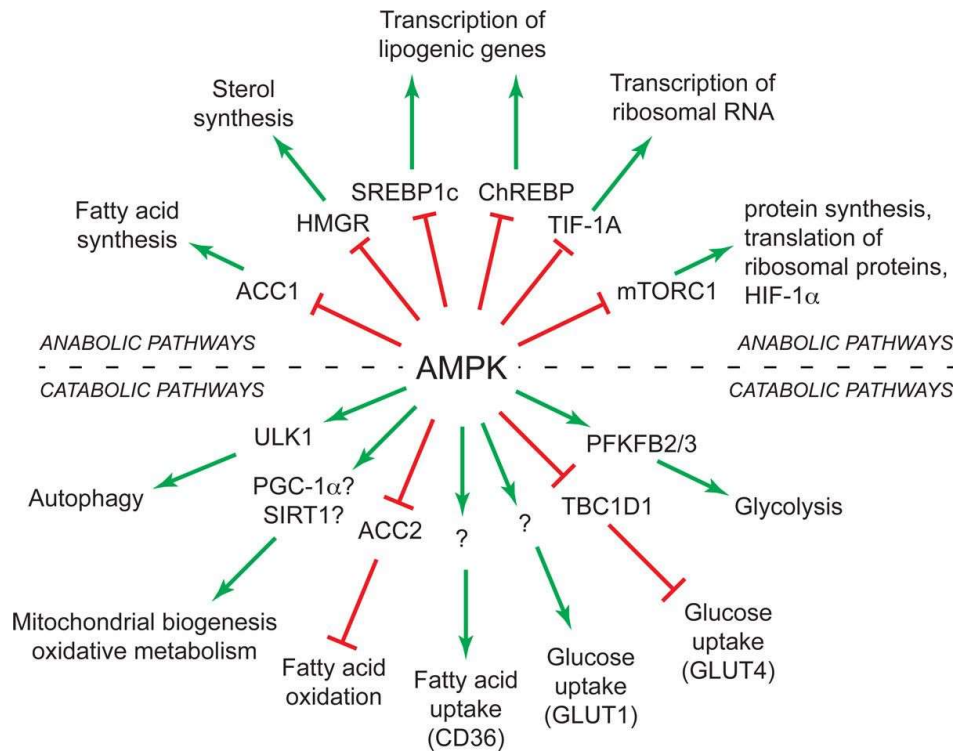 Transcription of
lipogenic genes
Sterol
synthesis
Transcription of
ribosomal RNA
SREBP1c
ChREBP
HMGR
TIF-1A
Fatty acid
synthesis
protein synthesis,
translation of
ribosomal proteins,
HIF-1α
ACC1
mTORC1
ANABOLIC PATHWAYS
ANABOLIC PATHWAYS
AMPK
CATABOLIC PATHWAYS
CATABOLIC PATHWAYS
ULK1
PFKFB2/3
Autophagy
PGC-1α?
SIRT1?
ACC2
?
?
TBC1D1
Glycolysis
Mitochondrial biogenesis
oxidative metabolism
Fatty acid
oxidation
Fatty acid
uptake
(CD36)
Glucose
uptake
(GLUT1)
Glucose
uptake
(GLUT4)